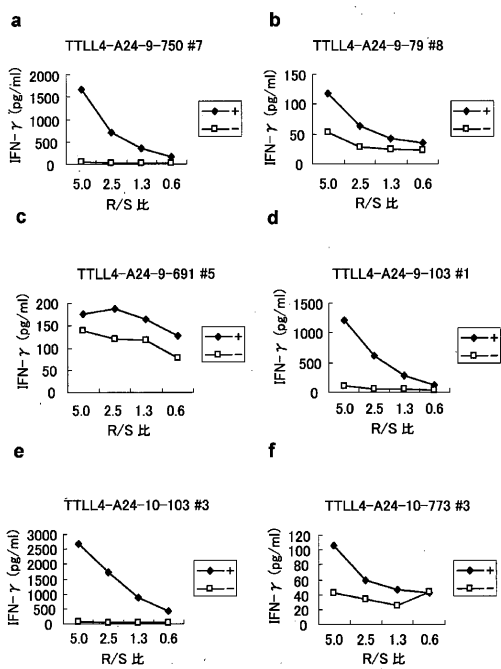 a
TTLL4-A24-9-750 #7
IFN-γ (pg/ml)
2000
1500
1000
500
0
5.0 2.5 1.3 0.6
R/S 比
+
−
b
TTLL4-A24-9-79 #8
IFN-γ (pg/ml)
150
100
50
0
5.0 2.5 1.3 0.6
R/S 比
+
−
c
TTLL4-A24-9-691 #5
IFN-γ (pg/ml)
200
150
100
50
0
5.0 2.5 1.3 0.6
R/S 比
+
−
d
TTLL4-A24-9-103 #1
IFN-γ (pg/ml)
1500
1000
500
0
5.0 2.5 1.3 0.6
R/S 比
+
−
e
TTLL4-A24-10-103 #3
IFN-γ (pg/ml)
3000
2500
2000
1500
1000
500
0
5.0 2.5 1.3 0.6
R/S 比
+
−
f
TTLL4-A24-10-773 #3
IFN-γ (pg/ml)
120
100
80
60
40
20
0
5.0 2.5 1.3 0.6
R/S 比
+
−